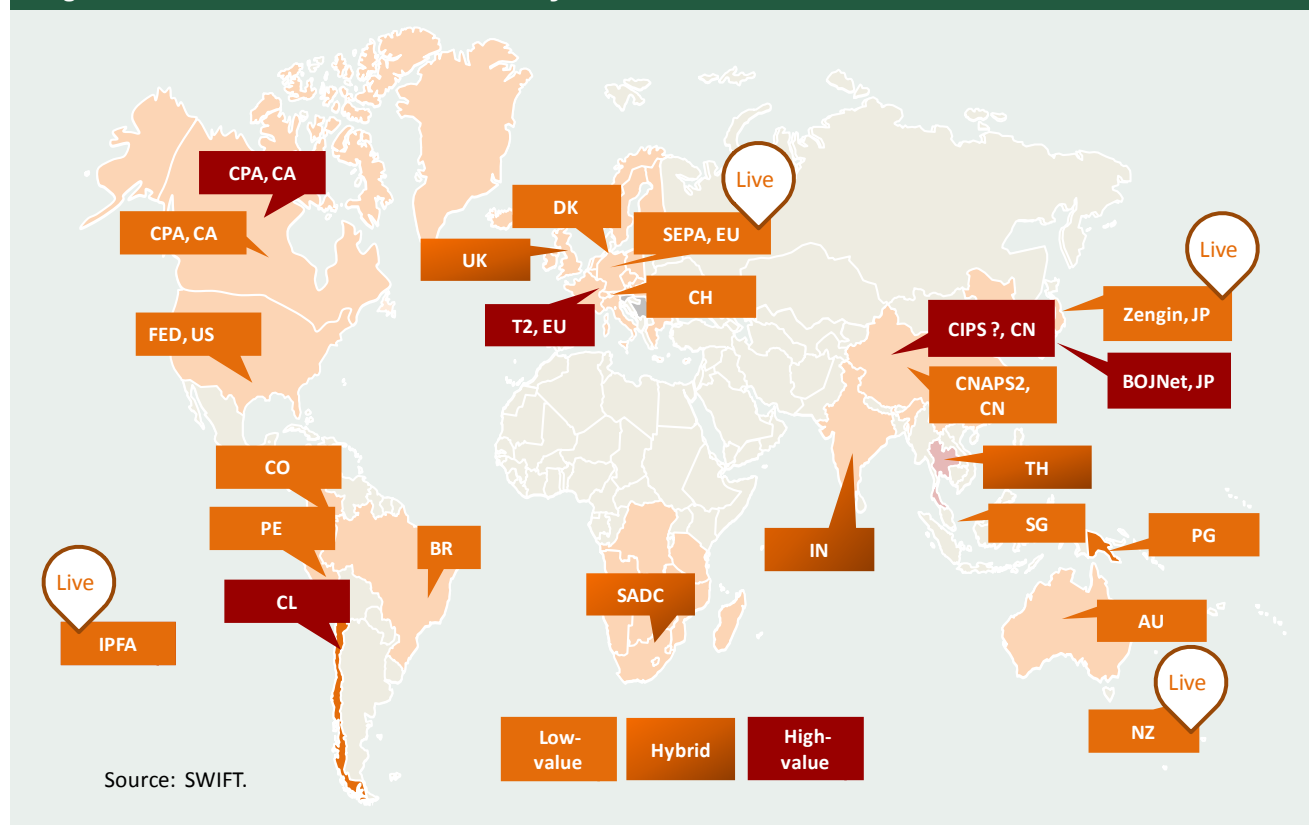 CPA, CA
CPA, CA
FED, US
DK
Live
SEPA, EU
UK
CH
T2, EU
Live
Zengin, JP
CIPS ?, CN
BOJNet, JP
CNAPS2,
CN
CO
TH
PE
BR
IN
SG
PG
Live
CL
SADC
AU
IPFA
Live
NZ
Low-
value
Hybrid
High-
value
Source: SWIFT.